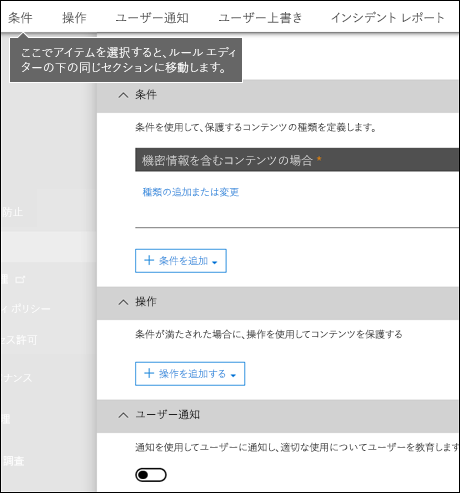 条件 操作 ユーザー通知 ユーザー上書き インシデント レポート
ここでアイテムを選択すると、ルール エディ
ターの下の同じセクションに移動します。
条件
条件を使用して、保護するコンテンツの種類を定義します。
機密情報を含むコンテンツの場合 *
種類の追加または変更
防止
+ 条件を追加
種
操作
ィ ポリシー
条件が満たされた場合に、操作を使用してコンテンツを保護する
セス許可
ナンス
+ 操作を追加する
ユーザー通知
通知を使用してユーザーに通知し、適切な使用についてユーザーを教育します
調査